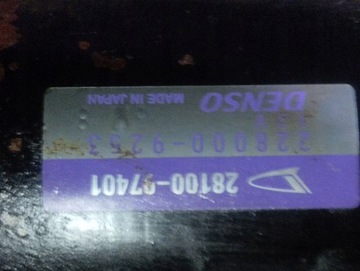 28100-97401
228000-9253
DENSO
MADE IN JAPAN